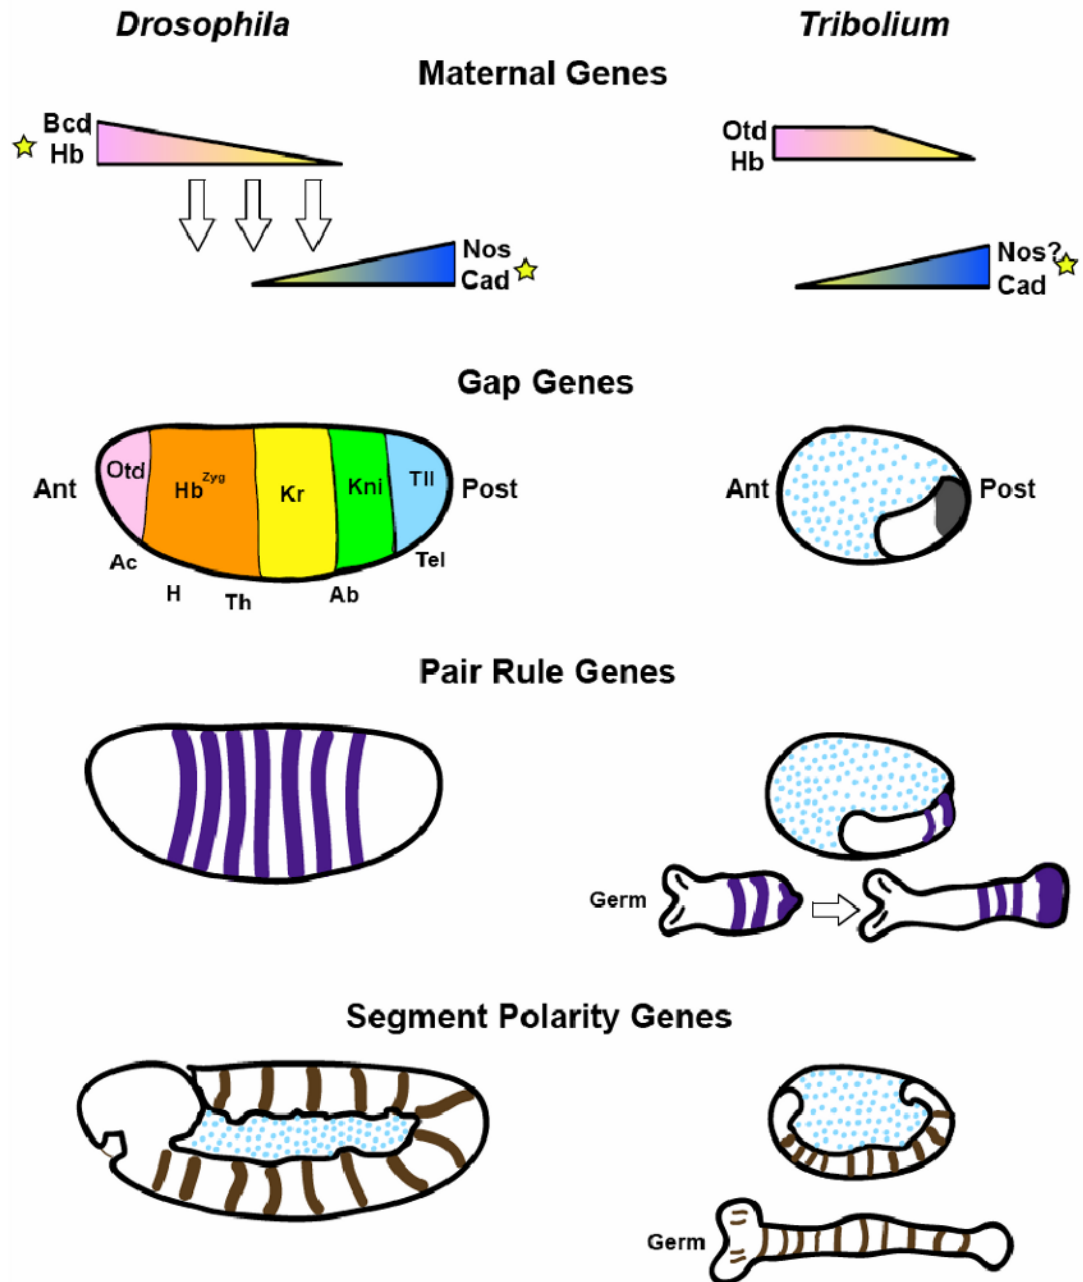 Drosophila
Tribolium
Maternal Genes
Bcd
Hb
Otd
Hb
Nos
Cad
Nos?
Cad
Gap Genes
Ant
Otd
Hb Zyg
Kr
Kni
Tll
Post
Ac
H
Th
Ab
Tel
Ant
Post
Pair Rule Genes
Germ
Segment Polarity Genes
Germ